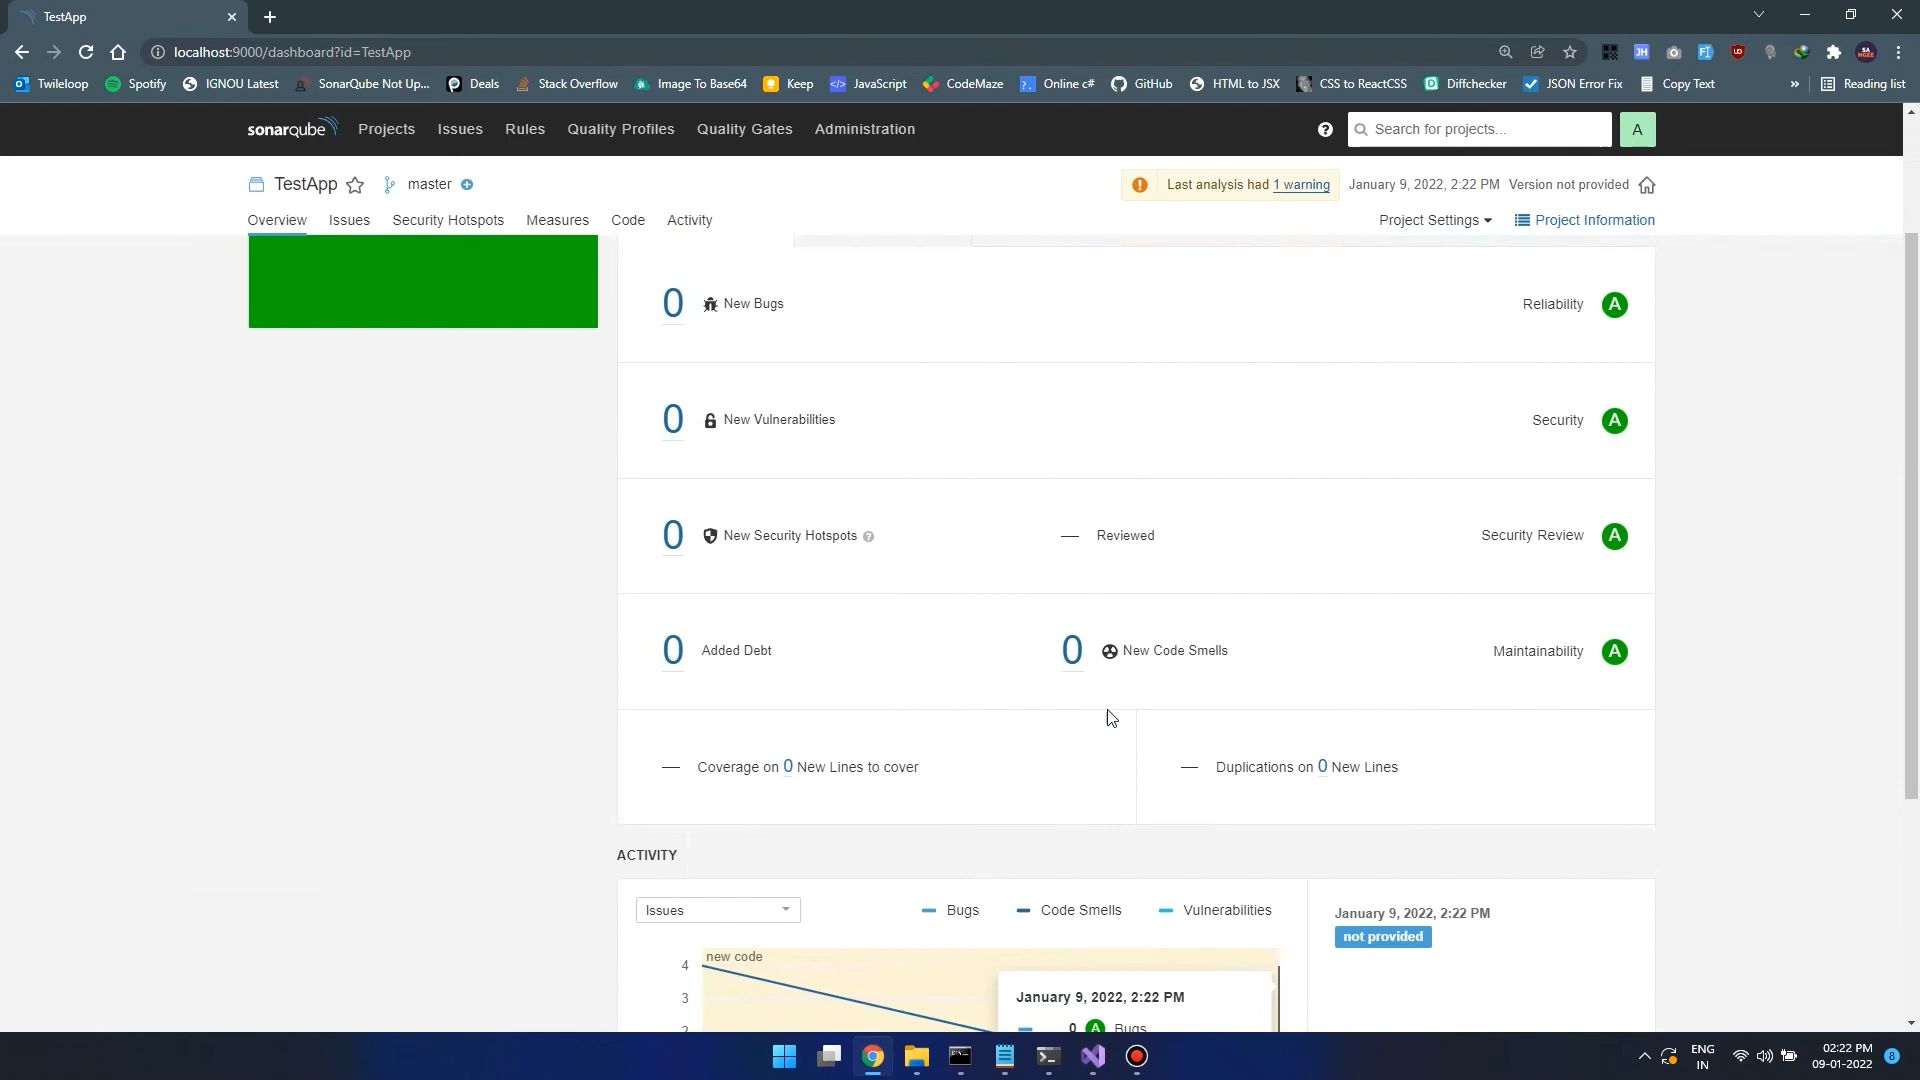 TestApp
localhost:9000/dashboard?id=TestApp
Twileloop Spotify IGNOU Latest SonarQube Not Up... Deals Stack Overflow Image To Base64 Keep JavaScript CodeMaze Online c# GitHub HTML to JSX CSS to ReactCSS Diffchecker JSON Error Fix Copy Text » Reading list
sonarqube Projects Issues Rules Quality Profiles Quality Gates Administration ? Search for projects... A
TestApp master Last analysis had 1 warning January 9, 2022, 2:22 PM Version not provided
Overview Issues Security Hotspots Measures Code Activity Project Settings Project Information
0 New Bugs Reliability A
0 New Vulnerabilities Security A
0 New Security Hotspots ? Reviewed Security Review A
0 Added Debt 0 New Code Smells Maintainability A
— Coverage on 0 New Lines to cover — Duplications on 0 New Lines
ACTIVITY
Issues Bugs Code Smells Vulnerabilities January 9, 2022, 2:22 PM
not provided
new code
4
3
2
January 9, 2022, 2:22 PM
0 A Bugs
ENG
IN
02:22 PM
09-01-2022
8